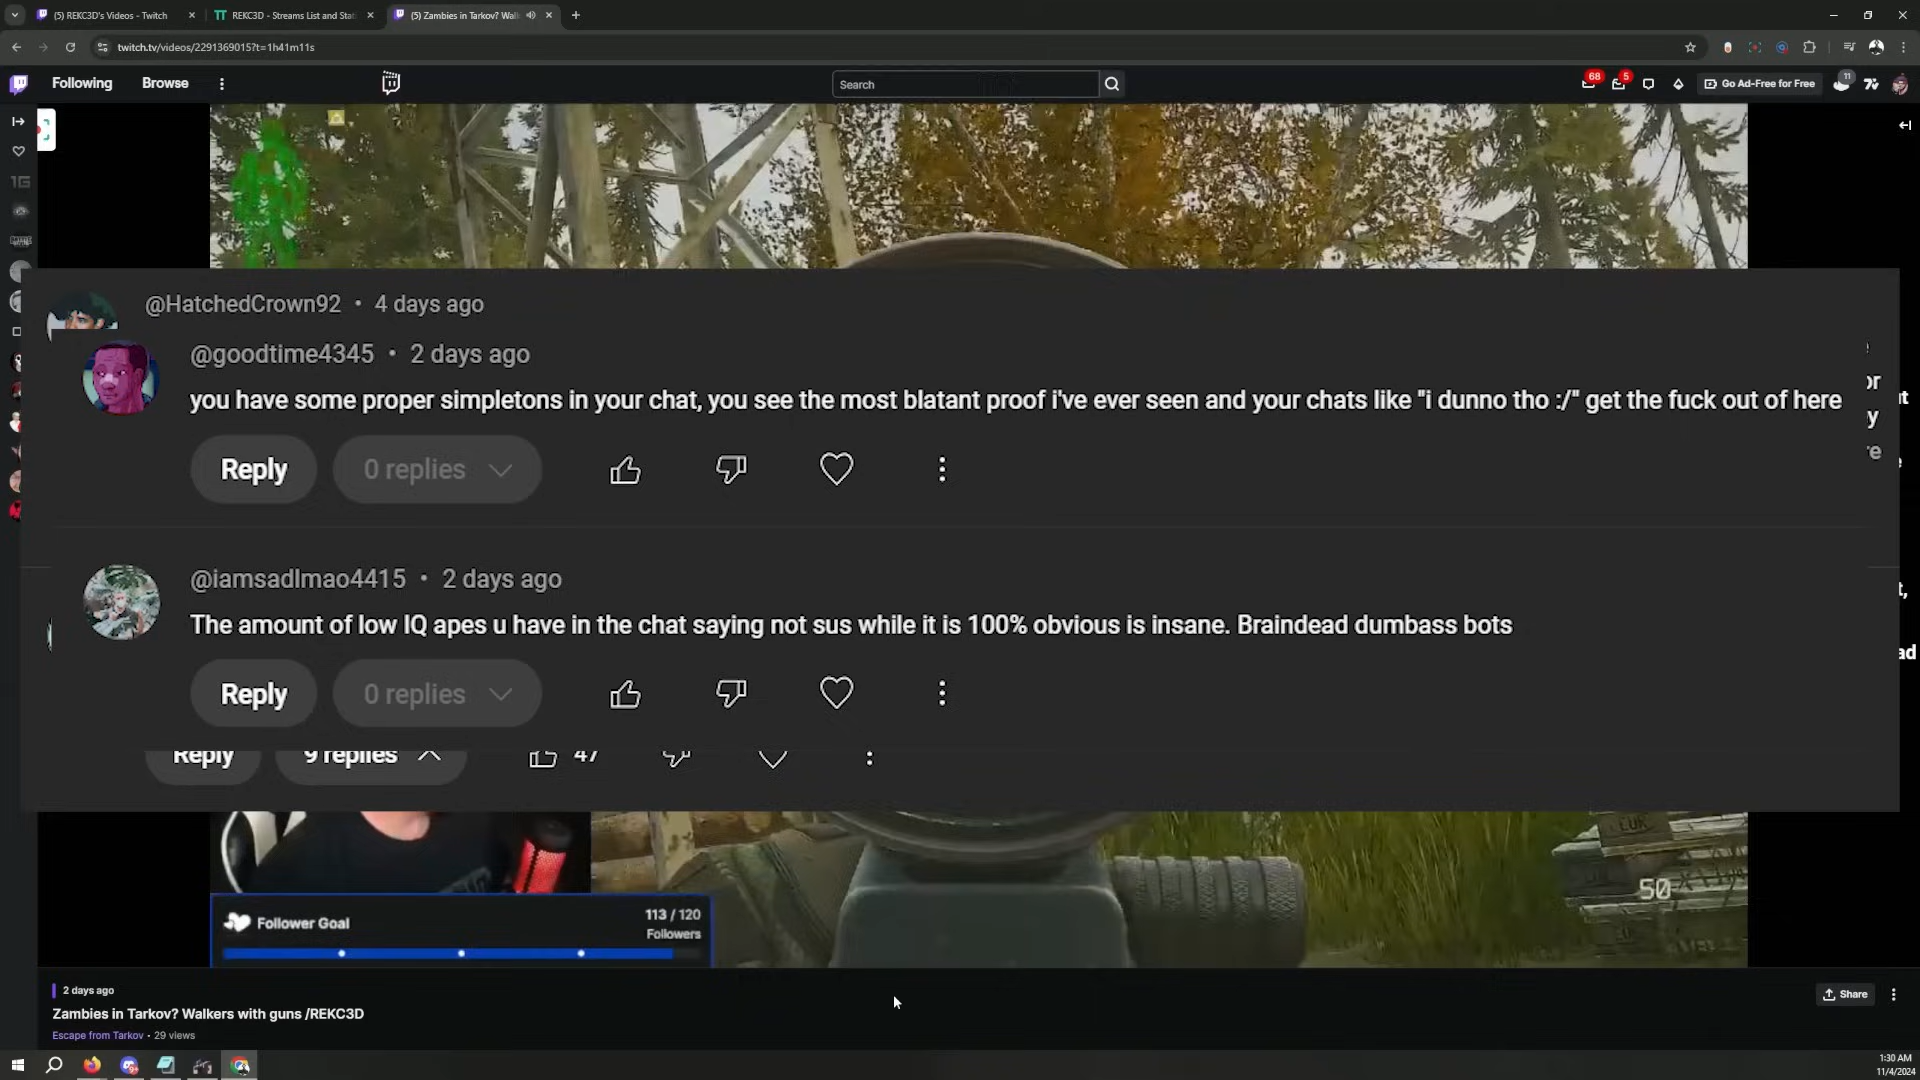 (5) REKC3D's Videos - Twitch
REKC3D - Streams List and Stat
(5) Zambies in Tarkov? Walk
twitch.tv/videos/2291369015?t=1h41m11s
Following
Browse
Search
68
5
Go Ad-Free for Free
11
@HatchedCrown92 • 4 days ago
@goodtime4345 • 2 days ago
you have some proper simpletons in your chat, you see the most blatant proof i've ever seen and your chats like "i dunno tho :/" get the fuck out of here
Reply
0 replies
@iamsadlmao4415 • 2 days ago
The amount of low IQ apes u have in the chat saying not sus while it is 100% obvious is insane. Braindead dumbass bots
Reply
0 replies
Reply
9 replies
47
50
Follower Goal
113 / 120
Followers
2 days ago
Zambies in Tarkov? Walkers with guns /REKC3D
Escape from Tarkov • 29 views
Share
1:30 AM
11/4/2024